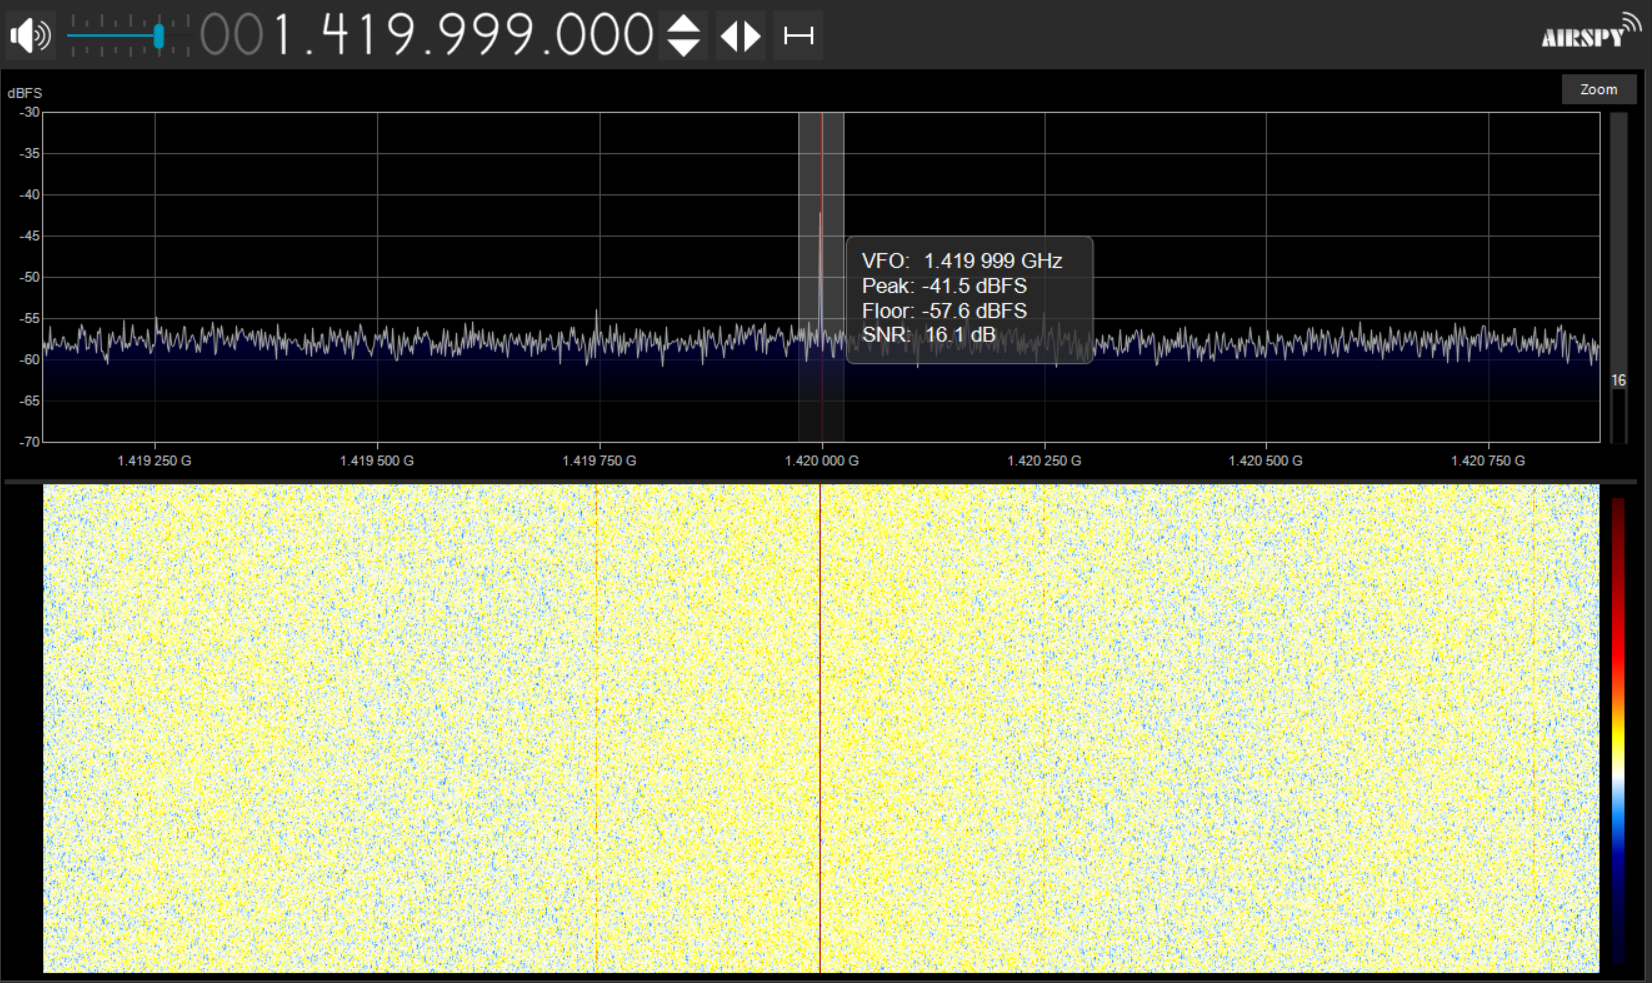 001.419.999.000
AIRSPY
dBFS
Zoom
-30
-35
-40
-45
-50
-55
-60
-65
-70
VFO: 1.419 999 GHz
Peak: -41.5 dBFS
Floor: -57.6 dBFS
SNR: 16.1 dB
16
1.419 250 G 1.419 500 G 1.419 750 G 1.420 000 G 1.420 250 G 1.420 500 G 1.420 750 G